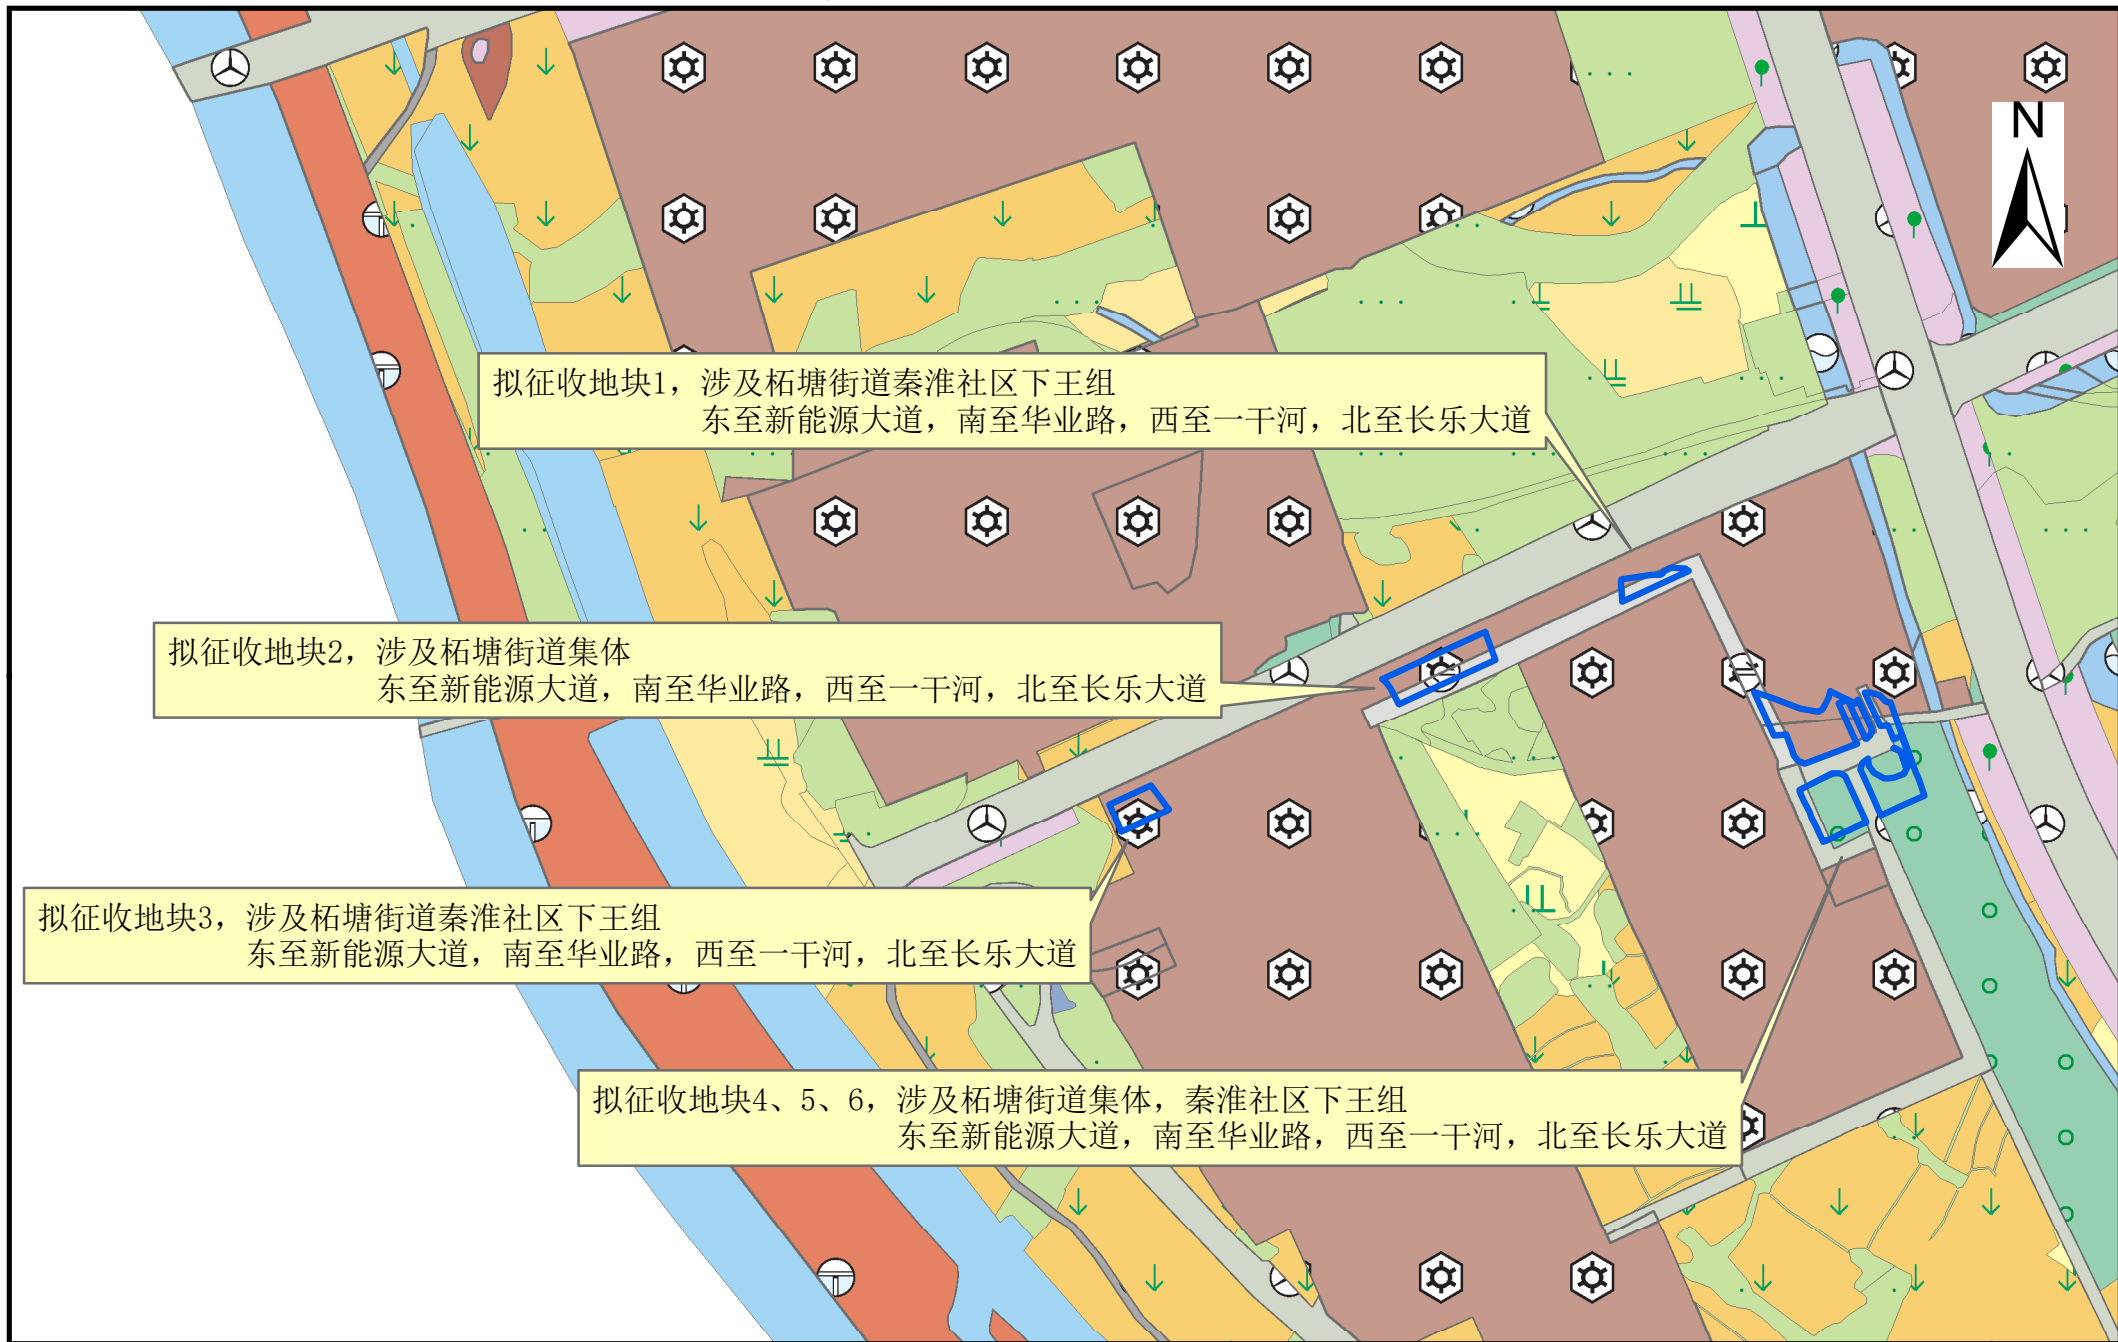 N
拟征收地块1，涉及柘塘街道秦淮社区下王组
东至新能源大道，南至华业路，西至一干河，北至长乐大道
拟征收地块2，涉及柘塘街道集体
东至新能源大道，南至华业路，西至一干河，北至长乐大道
拟征收地块3，涉及柘塘街道秦淮社区下王组
东至新能源大道，南至华业路，西至一干河，北至长乐大道
拟征收地块4、5、6，涉及柘塘街道集体，秦淮社区下王组
东至新能源大道，南至华业路，西至一干河，北至长乐大道